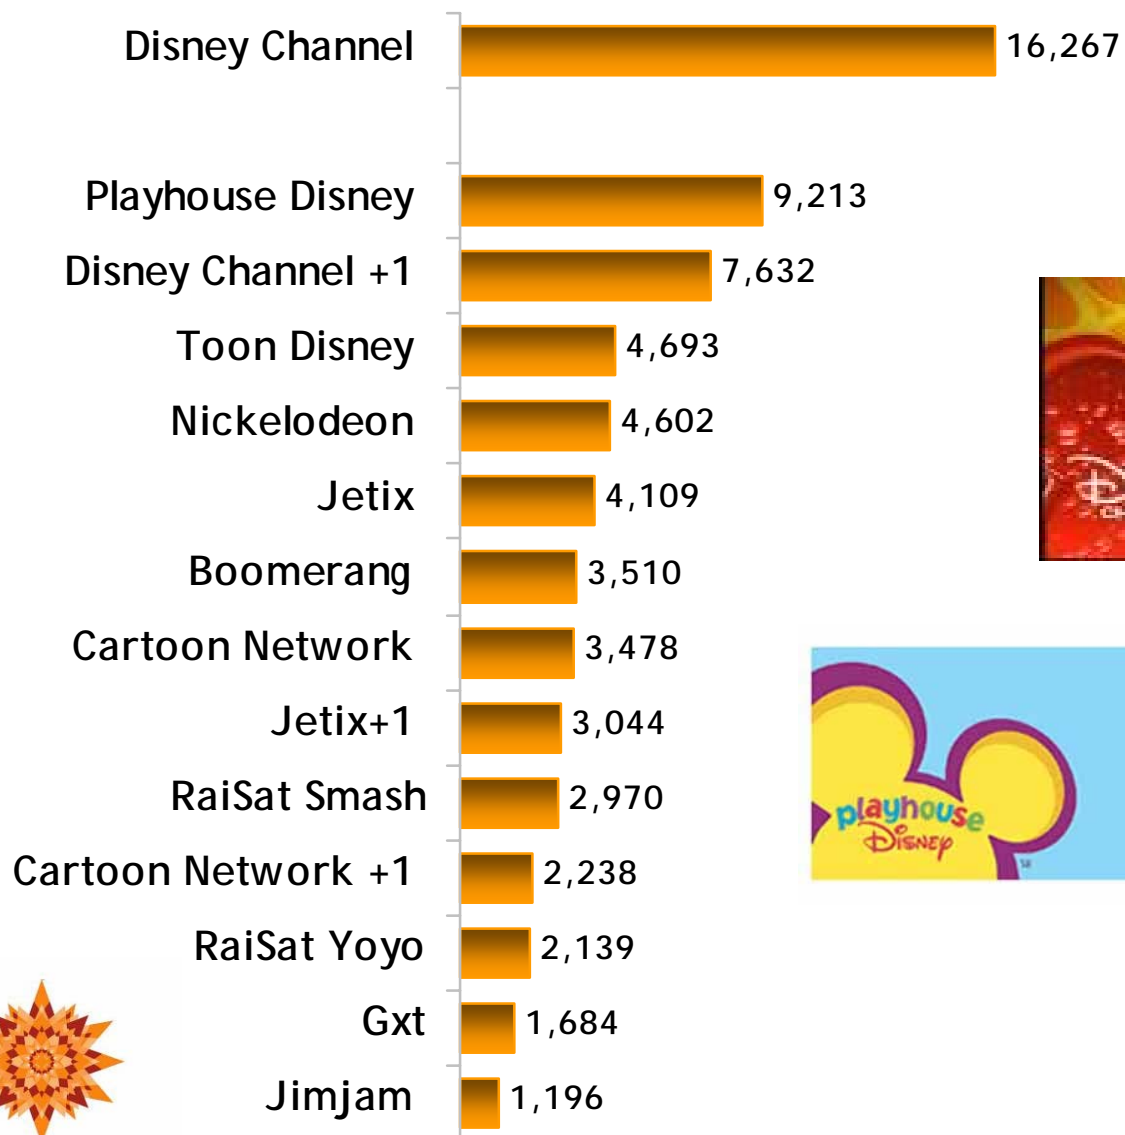 Disney Channel 16,267
Playhouse Disney 9,213
Disney Channel +1 7,632
Toon Disney 4,693
Nickelodeon 4,602
Jetix 4,109
Boomerang 3,510
Cartoon Network 3,478
Jetix+1 3,044
RaiSat Smash 2,970
Cartoon Network +1 2,238
RaiSat Yoyo 2,139
Gxt 1,684
Jimjam 1,196
playhouse
Disney